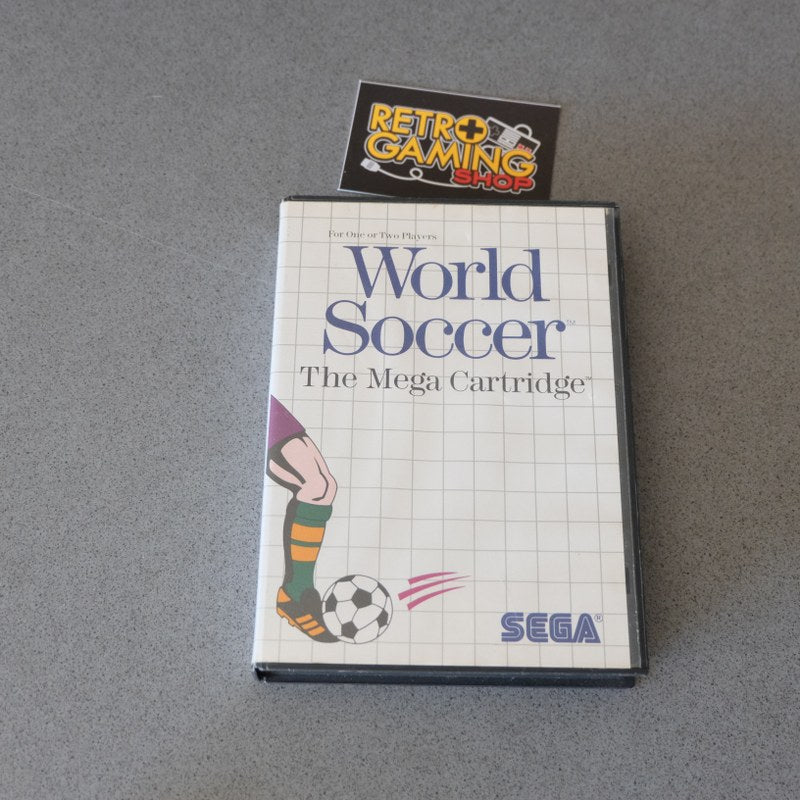 RETRO
GAMING
SHOP
For One or Two Players
World
Soccer™
The Mega Cartridge™
SEGA®